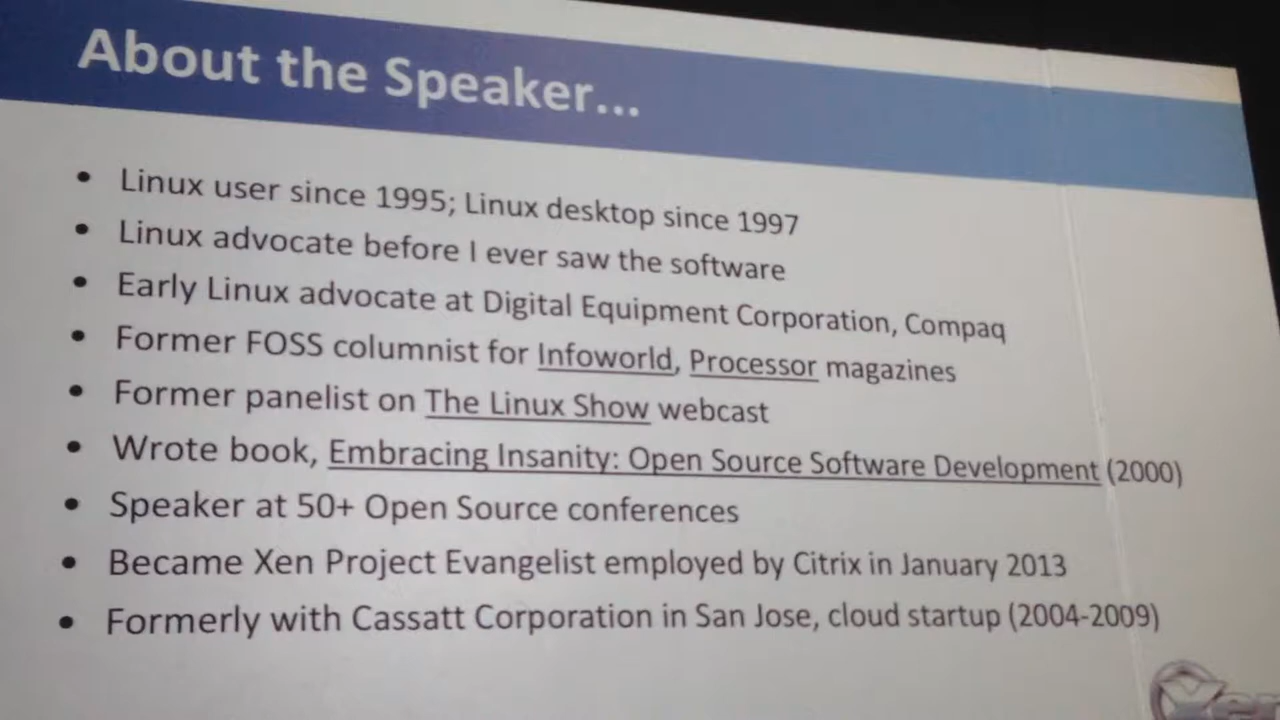 About the Speaker...
• Linux user since 1995; Linux desktop since 1997
• Linux advocate before I ever saw the software
• Early Linux advocate at Digital Equipment Corporation, Compaq
• Former FOSS columnist for Infoworld, Processor magazines
• Former panelist on The Linux Show webcast
• Wrote book, Embracing Insanity: Open Source Software Development (2000)
• Speaker at 50+ Open Source conferences
• Became Xen Project Evangelist employed by Citrix in January 2013
• Formerly with Cassatt Corporation in San Jose, cloud startup (2004-2009)